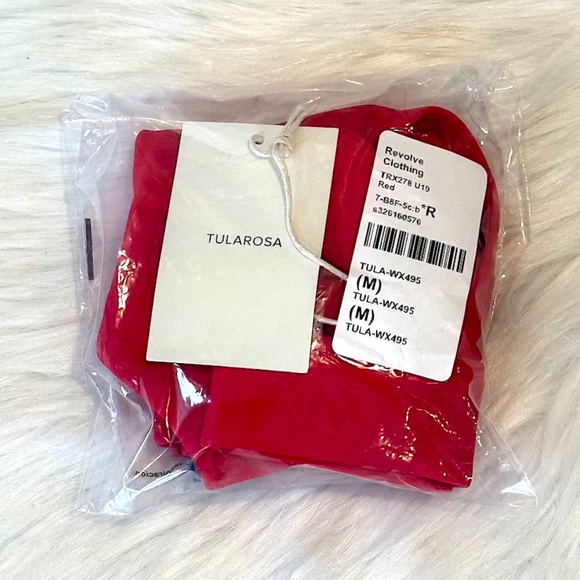 TULAROSA
Revolve
Clothing
TRX278 U19
Red
7-B8F-5c:b *R
s326160576
TULA-WX495
(M)
TULA-WX495
(M)
TULA-WX495